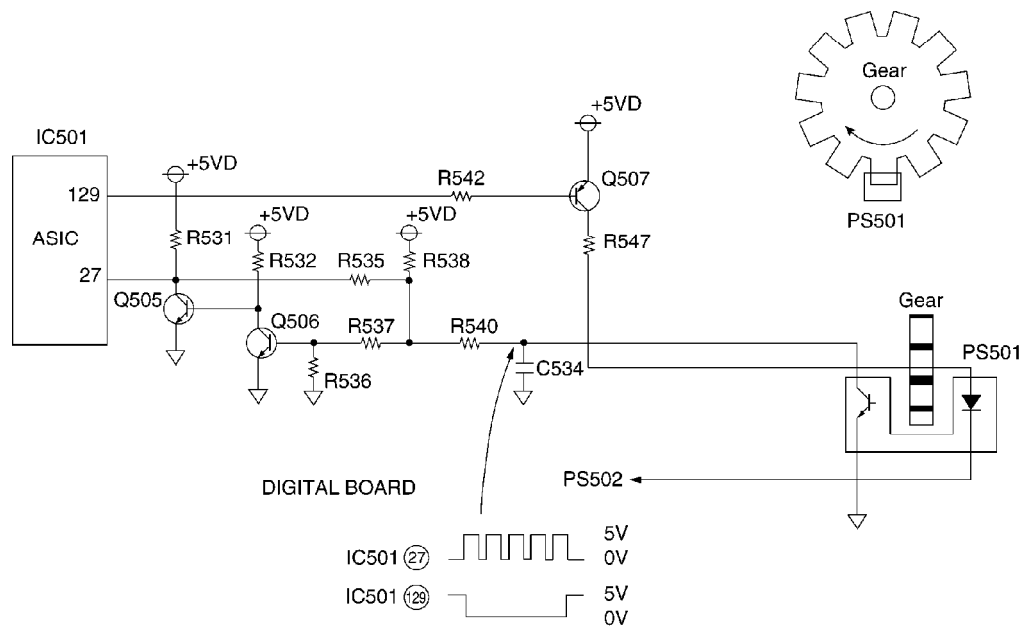 Gear
PS501
+5VD
IC501
+5VD
129
R542
Q507
+5VD
+5VD
ASIC
R531
R532
R535
R538
R547
27
Q505
Q506
R537
R540
Gear
PS501
R536
C534
DIGITAL BOARD
PS502
IC501 27
5V
0V
IC501 129
5V
0V